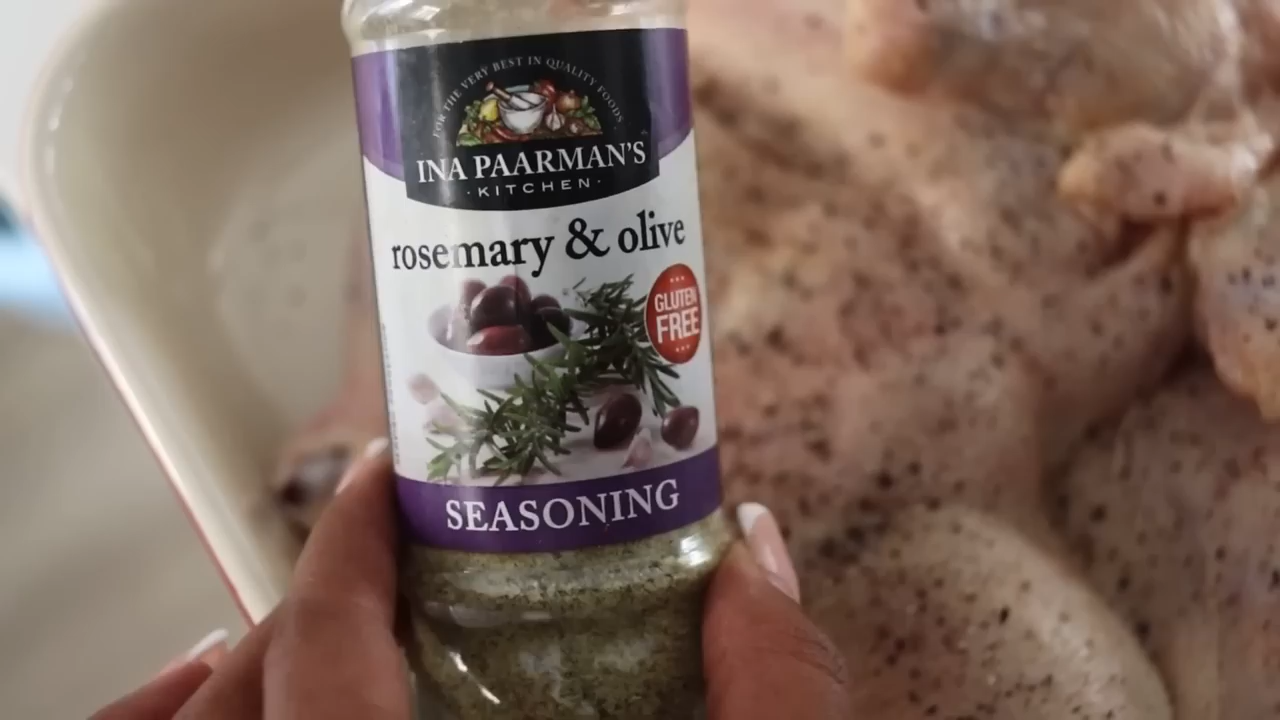 FOR THE VERY BEST IN QUALITY FOODS
INA PAARMAN'S
· KITCHEN ·
rosemary & olive
GLUTEN
FREE
SEASONING